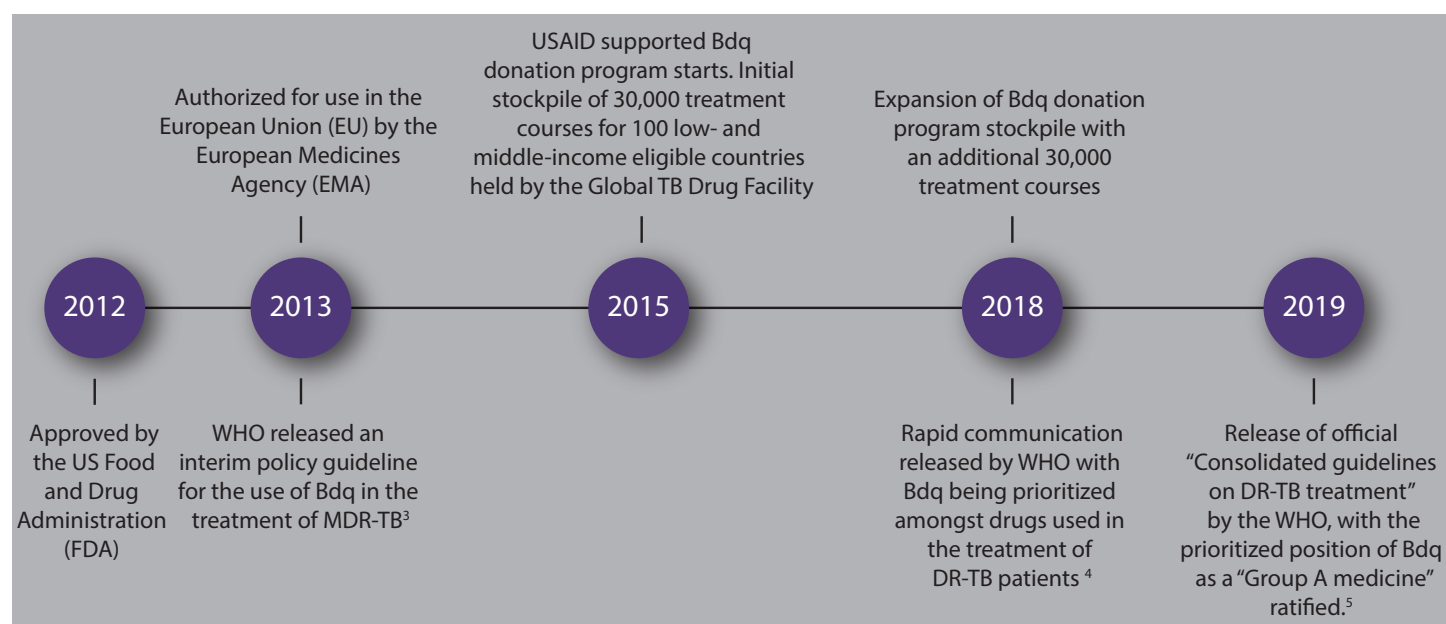 USAID supported Bdq
donation program starts. Initial
stockpile of 30,000 treatment
courses for 100 low- and
middle-income eligible countries
held by the Global TB Drug Facility
Authorized for use in the
European Union (EU) by the
European Medicines
Agency (EMA)
Expansion of Bdq donation
program stockpile with
an additional 30,000
treatment courses
2012
2013
2015
2018
2019
Approved by
the US Food
and Drug
Administration
(FDA)
WHO released an
interim policy guideline
for the use of Bdq in the
treatment of MDR-TB³
Rapid communication
released by WHO with
Bdq being prioritized
amongst drugs used in
the treatment of
DR-TB patients ⁴
Release of official
“Consolidated guidelines
on DR-TB treatment”
by the WHO, with the
prioritized position of Bdq
as a “Group A medicine”
ratified.⁵